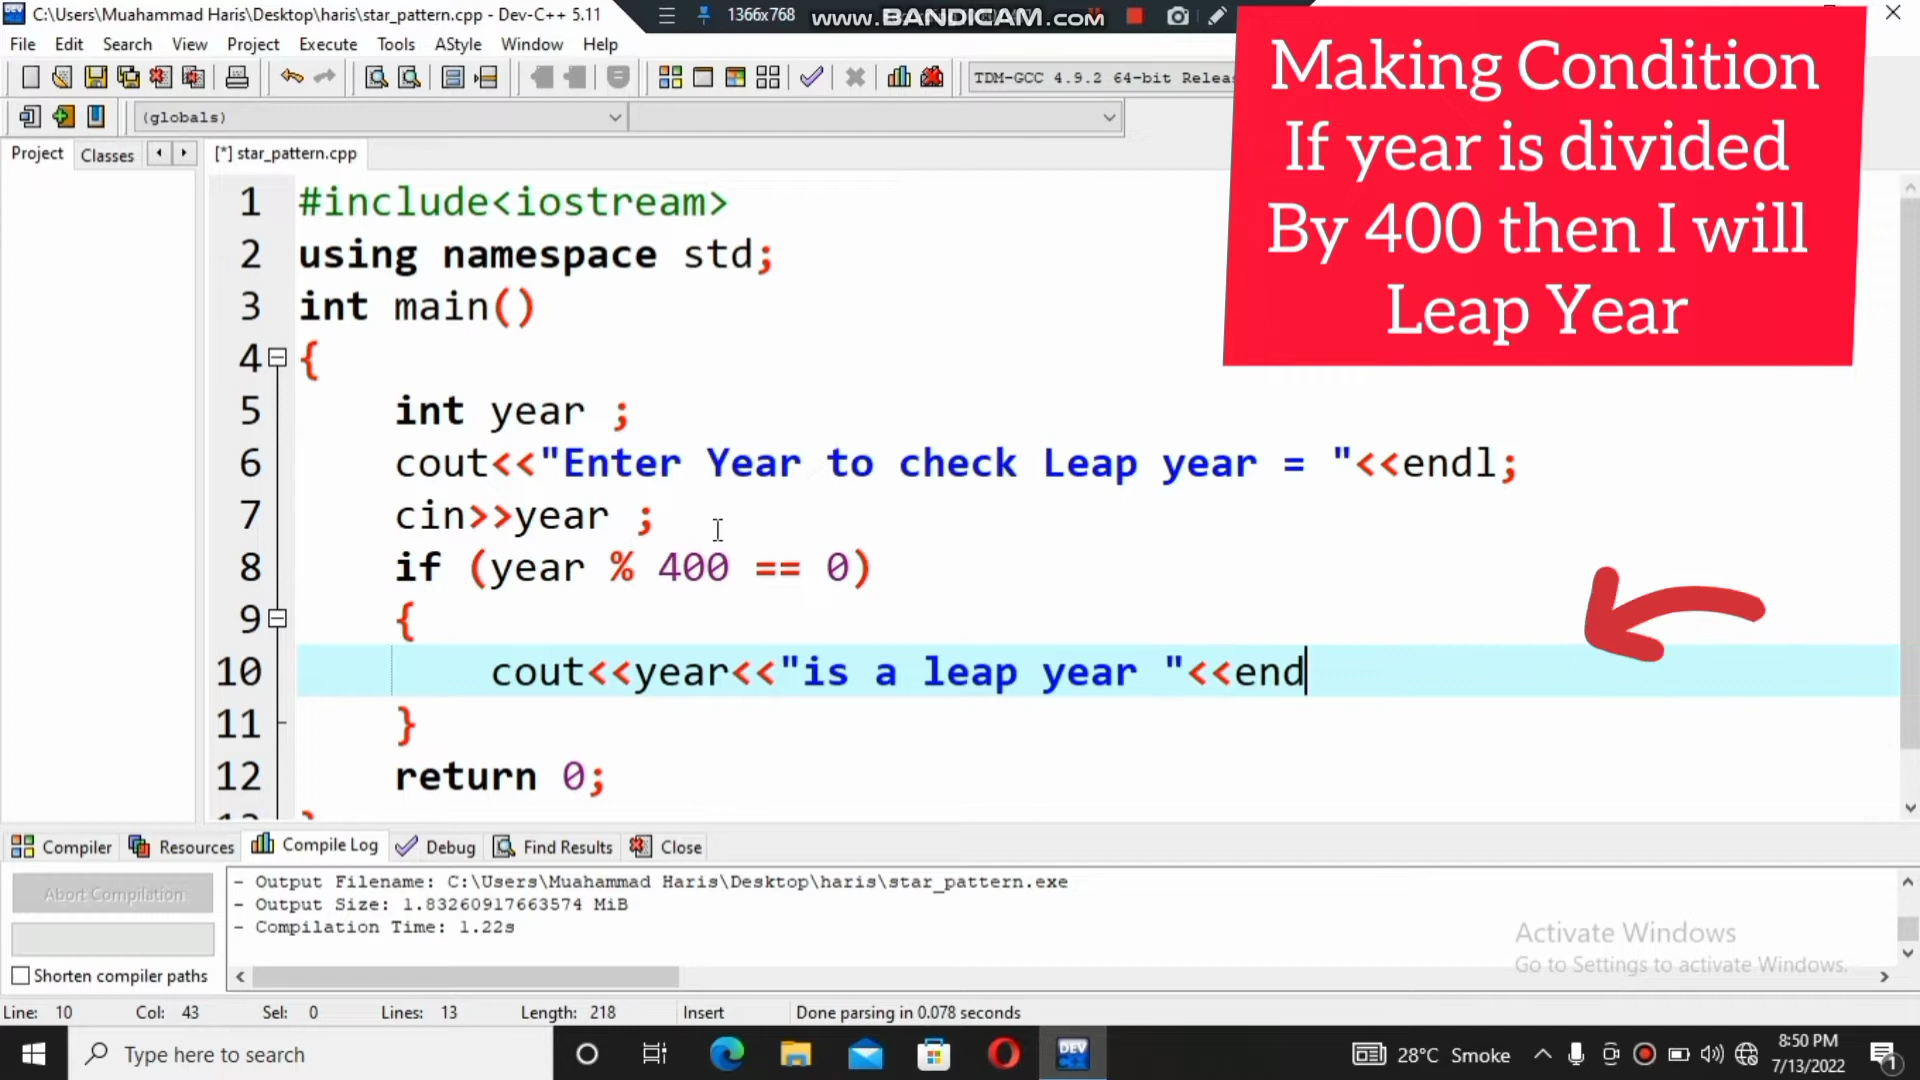 C:\Users\Muahammad Haris\Desktop\haris\star_pattern.cpp - Dev-C++ 5.11
1366x768
www.BANDICAM.com
File Edit Search View Project Execute Tools AStyle Window Help
TDM-GCC 4.9.2 64-bit Relea
(globals)
Project Classes
[*] star_pattern.cpp
Making Condition
If year is divided
By 400 then I will
Leap Year
1 #include<iostream>
2 using namespace std;
3 int main()
4 {
5 int year ;
6 cout<<"Enter Year to check Leap year = "<<endl;
7 cin>>year ;
8 if (year % 400 == 0)
9 {
10 cout<<year<<"is a leap year "<<end
11 }
12 return 0;
Compiler Resources Compile Log Debug Find Results Close
Abort Compilation
Shorten compiler paths
- Output Filename: C:\Users\Muahammad Haris\Desktop\haris\star_pattern.exe
- Output Size: 1.83260917663574 MiB
- Compilation Time: 1.22s
Activate Windows
Go to Settings to activate Windows.
Line: 10 Col: 43 Sel: 0 Lines: 13 Length: 218 Insert Done parsing in 0.078 seconds
Type here to search
DEV
28°C Smoke
8:50 PM
7/13/2022
1